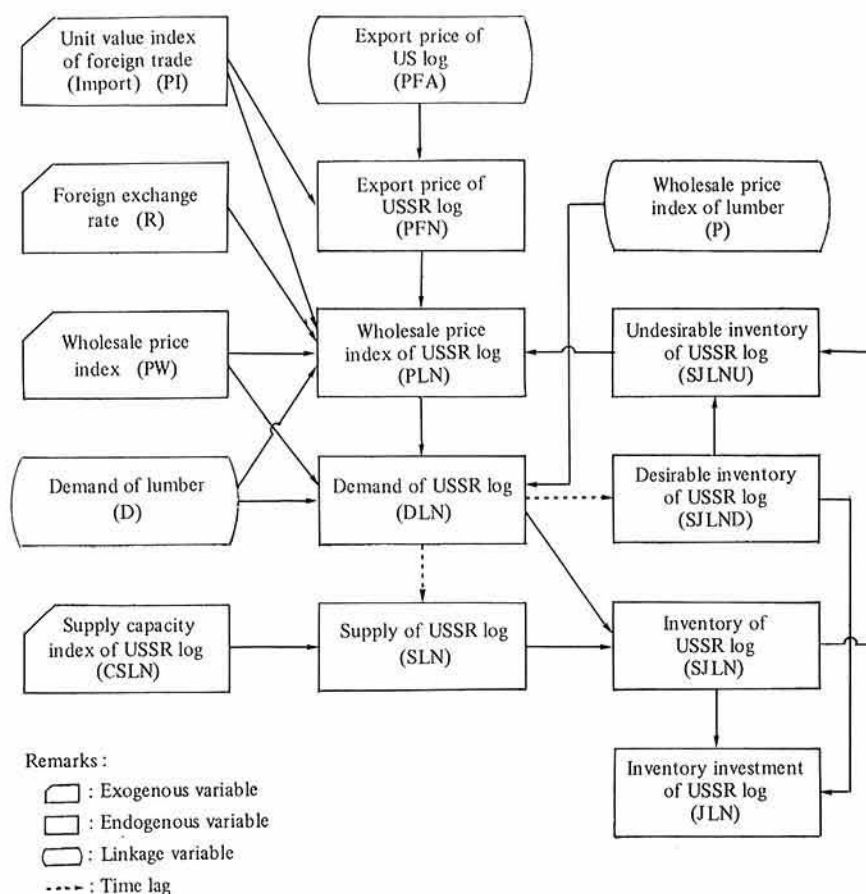 Unit value index
of foreign trade
(Import) (PI)
Export price of
US log
(PFA)
Foreign exchange
rate (R)
Export price of
USSR log
(PFN)
Wholesale price
index of lumber
(P)
Wholesale price
index (PW)
Wholesale price
index of USSR log
(PLN)
Undesirable inventory
of USSR log
(SJLNU)
Demand of lumber
(D)
Demand of USSR log
(DLN)
Desirable inventory
of USSR log
(SJLND)
Supply capacity
index of USSR log
(CSLN)
Supply of USSR log
(SLN)
Inventory of
USSR log
(SJLN)
Inventory investment
of USSR log
(JLN)
Remarks :
: Exogenous variable
: Endogenous variable
: Linkage variable
: Time lag